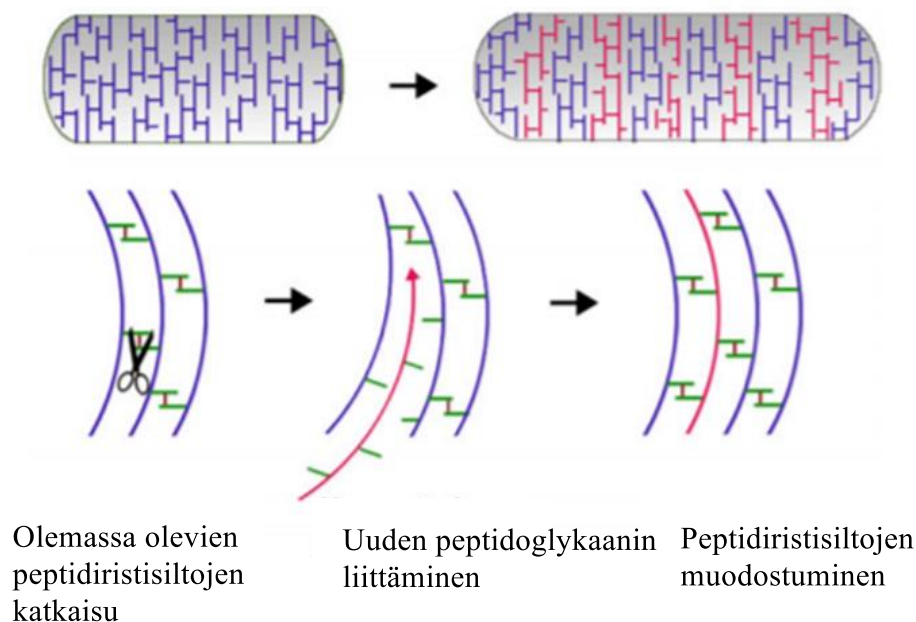 Olemassa olevien
peptidiristisiltojen
katkaisu
Uuden peptidoglykaanin
liittäminen
Peptidiristisiltojen
muodostuminen